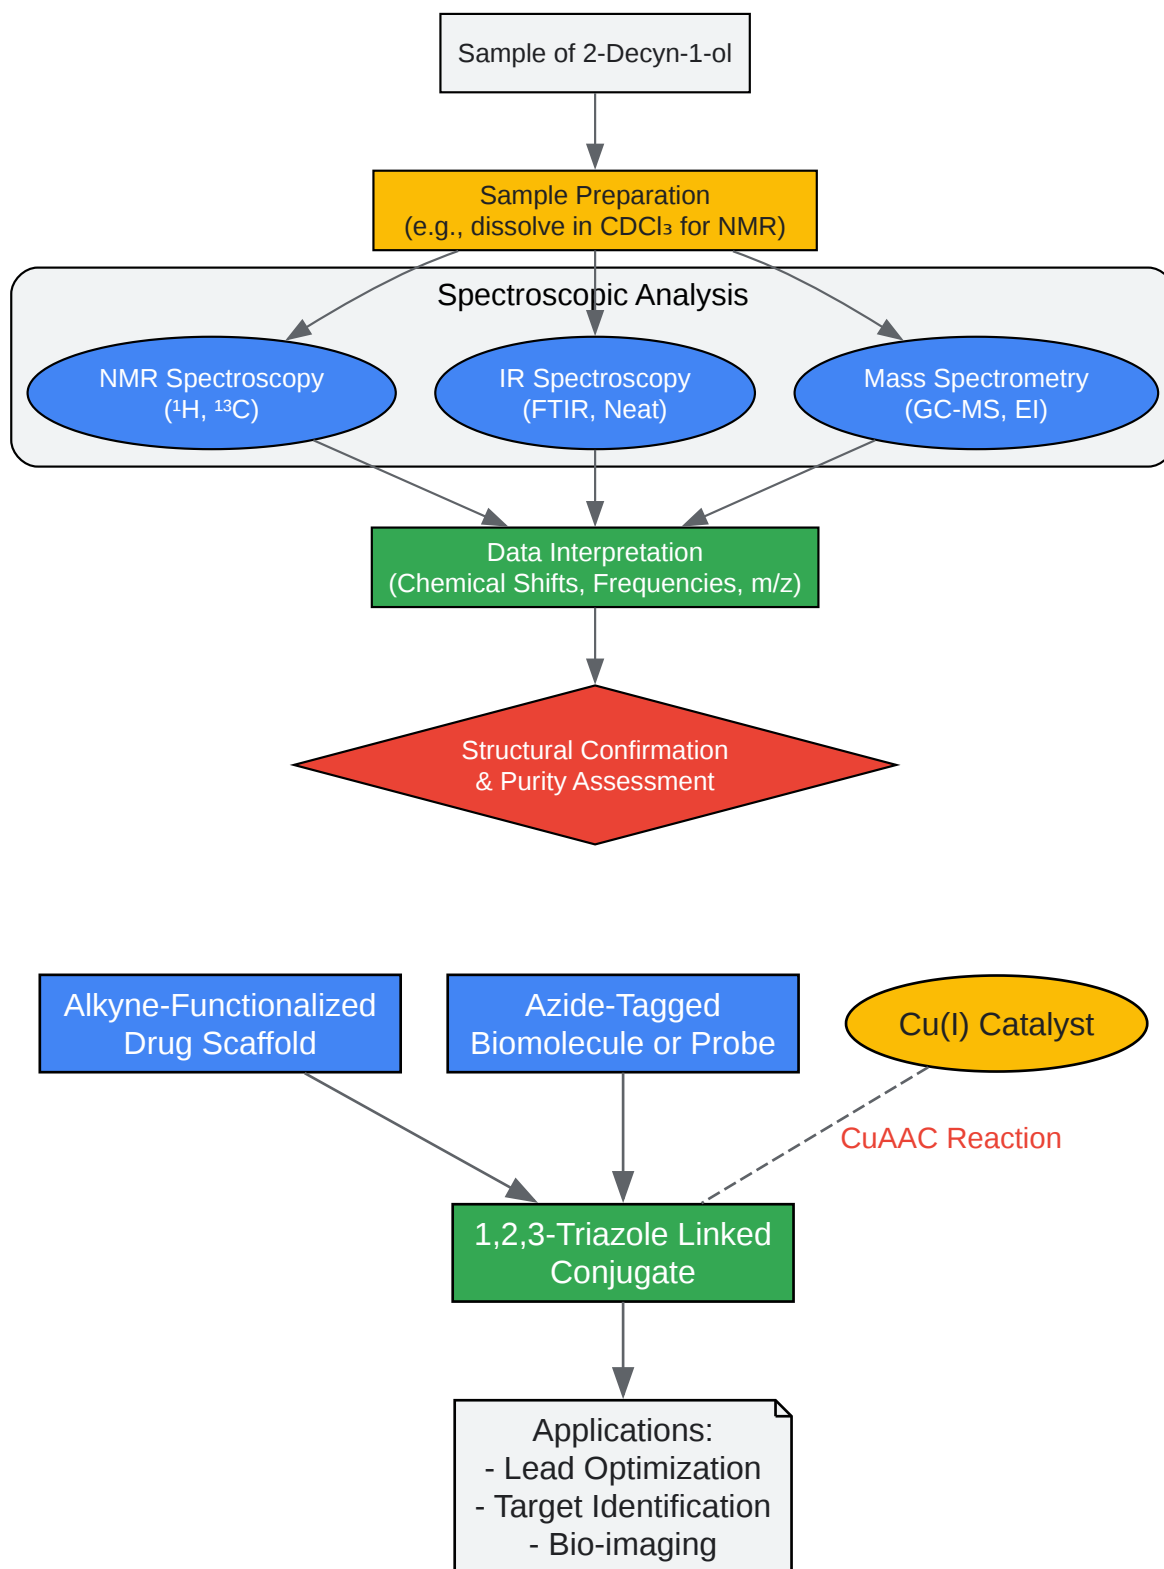 Sample of 2-Decyn-1-ol
Sample Preparation
(e.g., dissolve in CDCl₃ for NMR)
Spectroscopic Analysis
NMR Spectroscopy
(¹H, ¹³C)
IR Spectroscopy
(FTIR, Neat)
Mass Spectrometry
(GC-MS, EI)
Data Interpretation
(Chemical Shifts, Frequencies, m/z)
Structural Confirmation
& Purity Assessment
Alkyne-Functionalized
Drug Scaffold
Azide-Tagged
Biomolecule or Probe
Cu(I) Catalyst
CuAAC Reaction
1,2,3-Triazole Linked
Conjugate
Applications:
- Lead Optimization
- Target Identification
- Bio-imaging